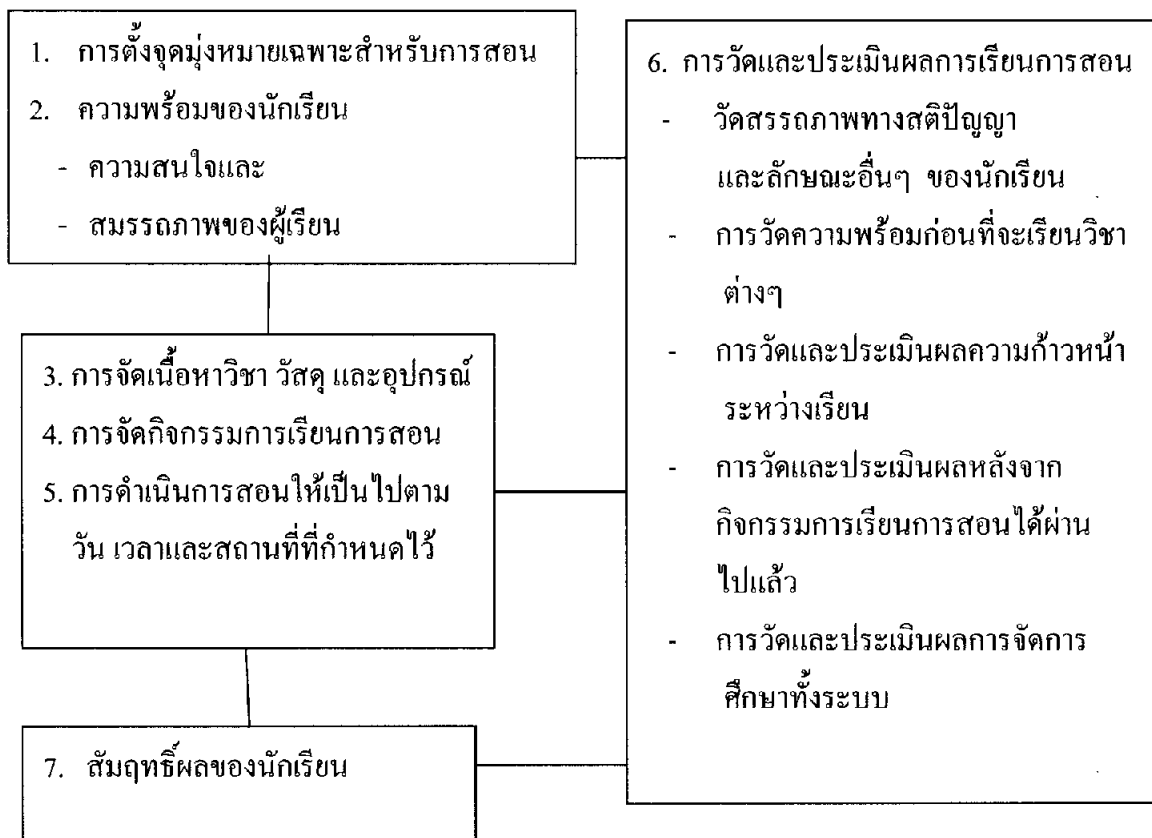 1. การตั้งจุดมุ่งหมายเฉพาะสำหรับการสอน
2. ความพร้อมของนักเรียน
- ความสนใจและ
- สมรรถภาพของผู้เรียน
3. การจัดเนื้อหาวิชา วัสดุ และอุปกรณ์
4. การจัดกิจกรรมการเรียนการสอน
5. การดำเนินการสอนให้เป็นไปตาม
วัน เวลาและสถานที่ที่กำหนดไว้
7. สัมฤทธิ์ผลของนักเรียน
6. การวัดและประเมินผลการเรียนการสอน
- วัดสรรถภาพทางสติปัญญา
และลักษณะอื่นๆ ของนักเรียน
- การวัดความพร้อมก่อนที่จะเรียนวิชา
ต่างๆ
- การวัดและประเมินผลความก้าวหน้า
ระหว่างเรียน
- การวัดและประเมินผลหลังจาก
กิจกรรมการเรียนการสอนได้ผ่าน
ไปแล้ว
- การวัดและประเมินผลการจัดการ
ศึกษาทั้งระบบ